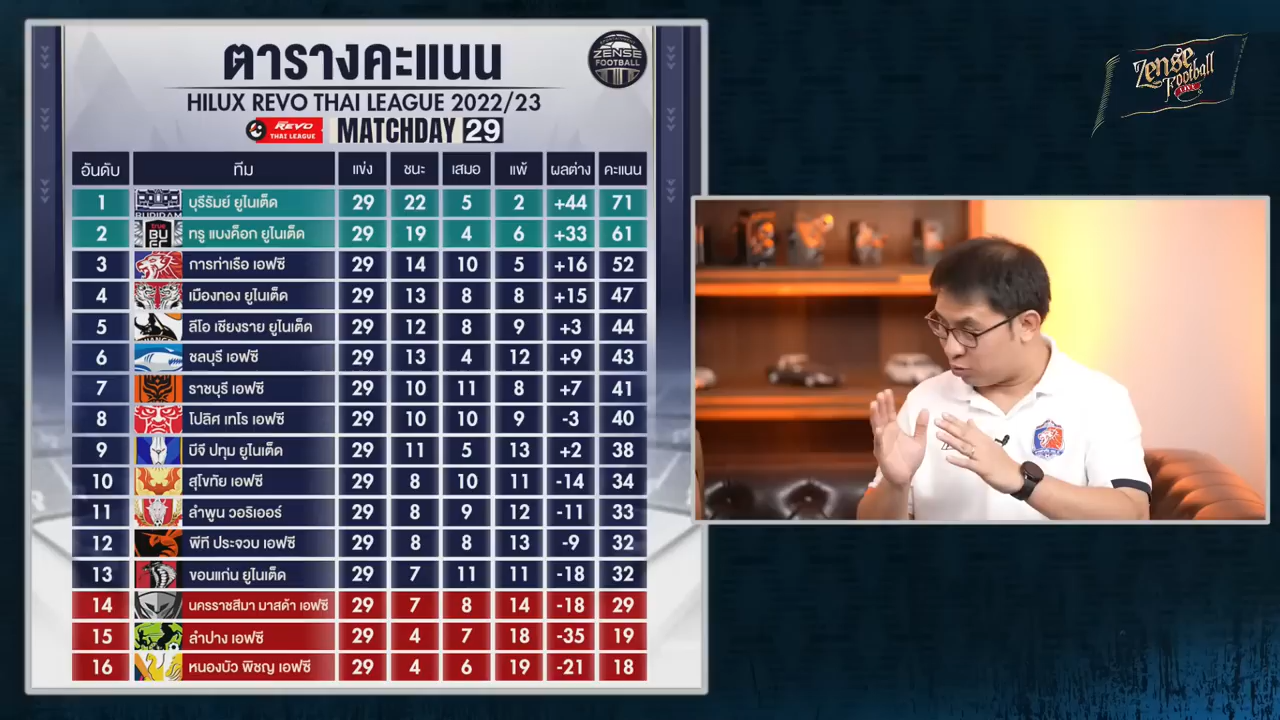 ตารางคะแนน
ZENSE
FOOTBALL
HILUX REVO THAI LEAGUE 2022/23
REVO
THAI LEAGUE
MATCHDAY 29
อันดับ ทีม แข่ง ชนะ เสมอ แพ้ ผลต่าง คะแนน
1 บุรีรัมย์ ยูไนเต็ด 29 22 5 2 +44 71
2 ทรู แบงค็อก ยูไนเต็ด 29 19 4 6 +33 61
3 การท่าเรือ เอฟซี 29 14 10 5 +16 52
4 เมืองทอง ยูไนเต็ด 29 13 8 8 +15 47
5 ลีโอ เชียงราย ยูไนเต็ด 29 12 8 9 +3 44
6 ชลบุรี เอฟซี 29 13 4 12 +9 43
7 ราชบุรี เอฟซี 29 10 11 8 +7 41
8 โปลิศ เทโร เอฟซี 29 10 10 9 -3 40
9 บีจี ปทุม ยูไนเต็ด 29 11 5 13 +2 38
10 สุโขทัย เอฟซี 29 8 10 11 -14 34
11 ลำพูน วอริเออร์ 29 8 9 12 -11 33
12 พีที ประจวบ เอฟซี 29 8 8 13 -9 32
13 ขอนแก่น ยูไนเต็ด 29 7 11 11 -18 32
14 นครราชสีมา มาสด้า เอฟซี 29 7 8 14 -18 29
15 ลำปาง เอฟซี 29 4 7 18 -35 19
16 หนองบัว พิชญ เอฟซี 29 4 6 19 -21 18
Zense
Football
LIVE